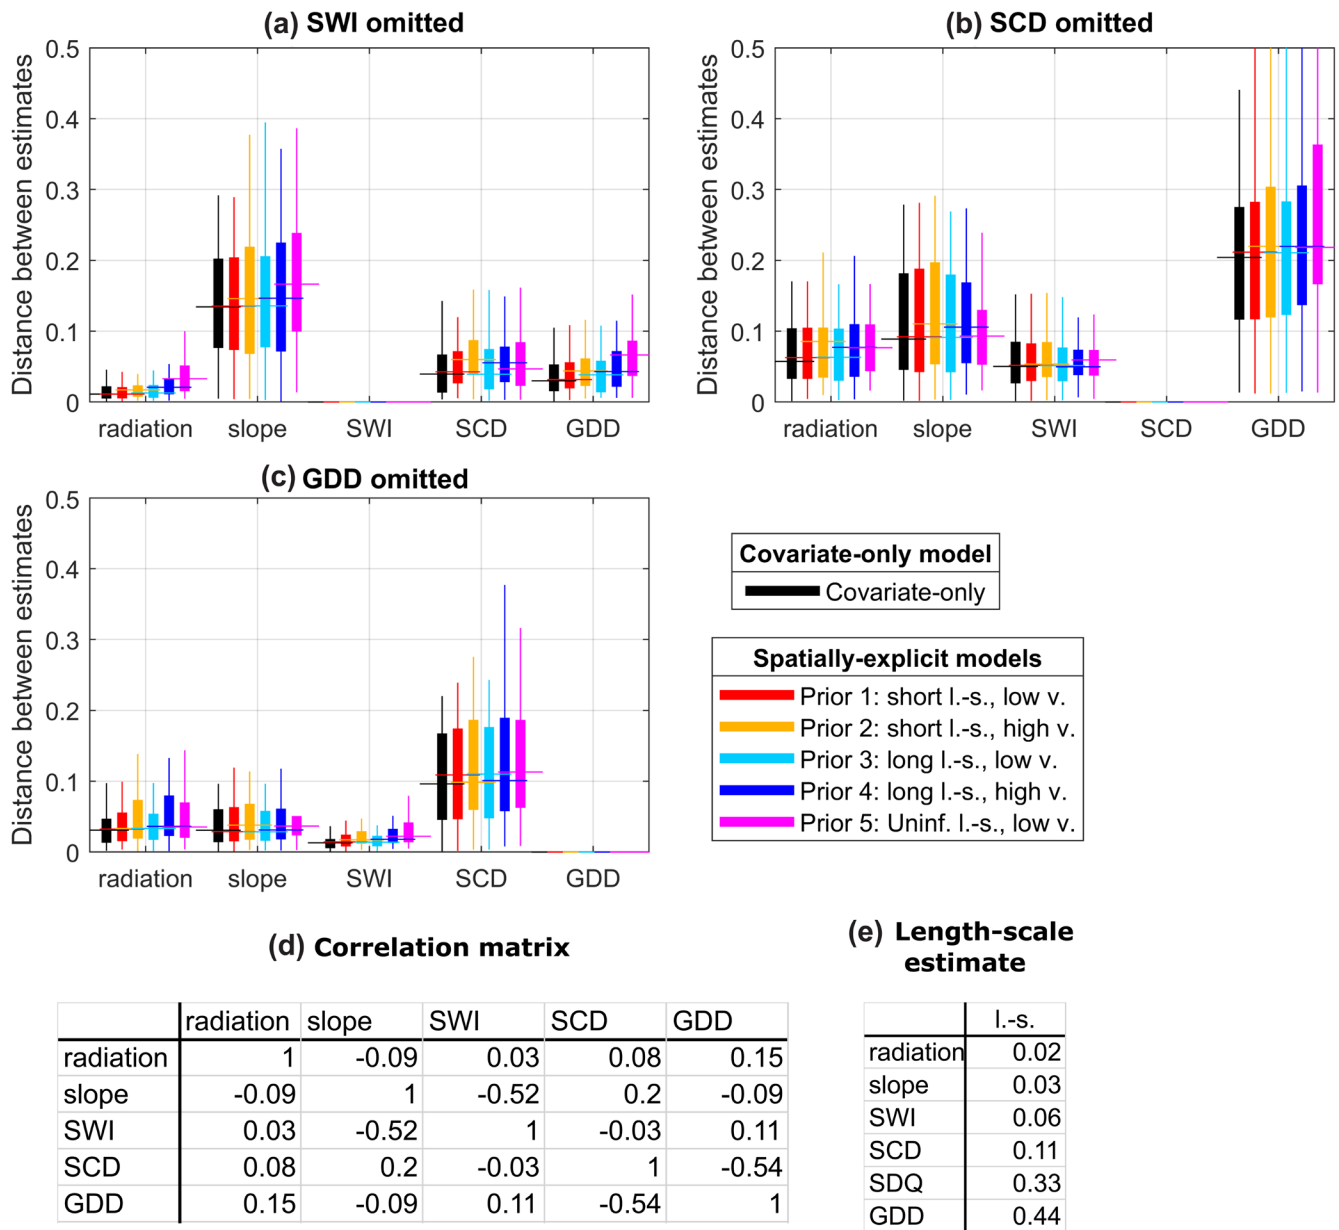 (a) SWI omitted
Distance between estimates
0.5
0.4
0.3
0.2
0.1
0
radiation slope SWI SCD GDD
(b) SCD omitted
Distance between estimates
0.5
0.4
0.3
0.2
0.1
0
radiation slope SWI SCD GDD
(c) GDD omitted
Distance between estimates
0.5
0.4
0.3
0.2
0.1
0
radiation slope SWI SCD GDD
Covariate-only model
Covariate-only
Spatially-explicit models
Prior 1: short l.-s., low v.
Prior 2: short l.-s., high v.
Prior 3: long l.-s., low v.
Prior 4: long l.-s., high v.
Prior 5: Uninf. l.-s., low v.
(d) Correlation matrix
radiation slope SWI SCD GDD
radiation 1 -0.09 0.03 0.08 0.15
slope -0.09 1 -0.52 0.2 -0.09
SWI 0.03 -0.52 1 -0.03 0.11
SCD 0.08 0.2 -0.03 1 -0.54
GDD 0.15 -0.09 0.11 -0.54 1
(e) Length-scale
estimate
l.-s.
radiation 0.02
slope 0.03
SWI 0.06
SCD 0.11
SDQ 0.33
GDD 0.44